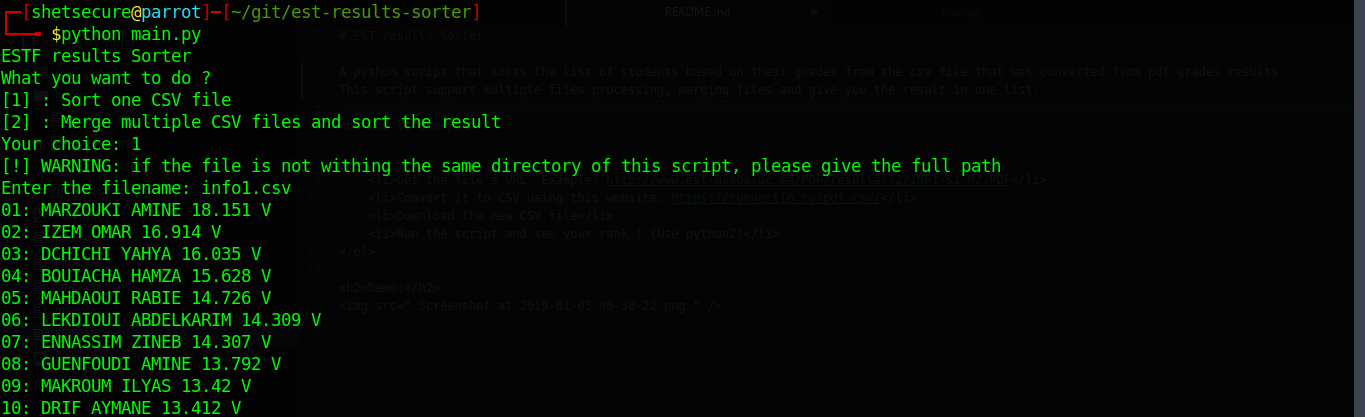 ┌─[shetsecure@parrot]─[~/git/est-results-sorter]
└──╼ $python main.py
ESTF results Sorter
What you want to do ?
[1] : Sort one CSV file
[2] : Merge multiple CSV files and sort the result
Your choice: 1
[!] WARNING: if the file is not withing the same directory of this script, please give the full path
Enter the filename: info1.csv
01: MARZOUKI AMINE 18.151 V
02: IZEM OMAR 16.914 V
03: DCHICHI YAHYA 16.035 V
04: BOUIACHA HAMZA 15.628 V
05: MAHDAOUI RABIE 14.726 V
06: LEKDIOUI ABDELKARIM 14.309 V
07: ENNASSIM ZINEB 14.307 V
08: GUENFOUDI AMINE 13.792 V
09: MAKROUM ILYAS 13.42 V
10: DRIF AYMANE 13.412 V
README.md
# EST results Sorter
A python script that sorts the list of students based on their grades from the csv file that was converted from pdf grades results.
This script support multiple files processing, merging files and give you the result in one list.
<li>Get the file's URL. Example:
<li>Convert it to CSV using this website: https://convertio.co/pdf-csv/</li>
<li>Download the new CSV file</li>
<li>Run the script and see your rank ! (Use python2)</li>
</ol>
<h2>Demo:</h2>
<img src=" Screenshot at 2019-01-03 00-38-22.png " />